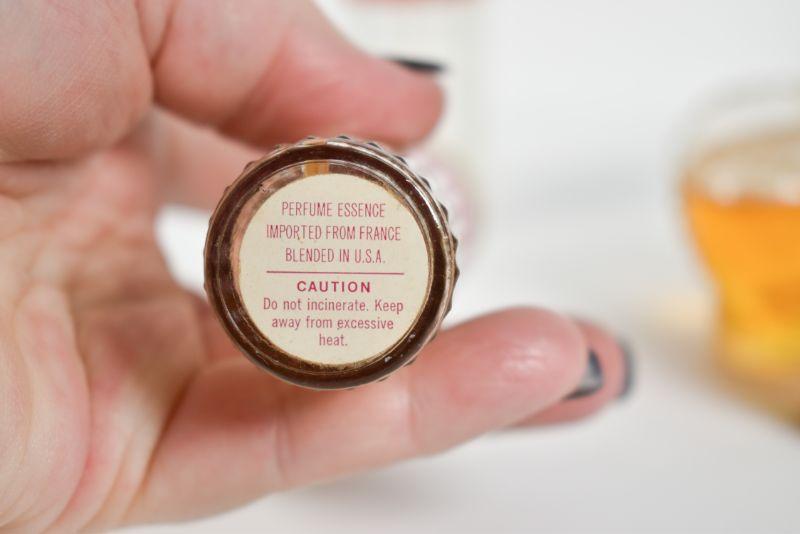 PERFUME ESSENCE
IMPORTED FROM FRANCE
BLENDED IN U.S.A.
CAUTION
Do not incinerate. Keep
away from excessive
heat.